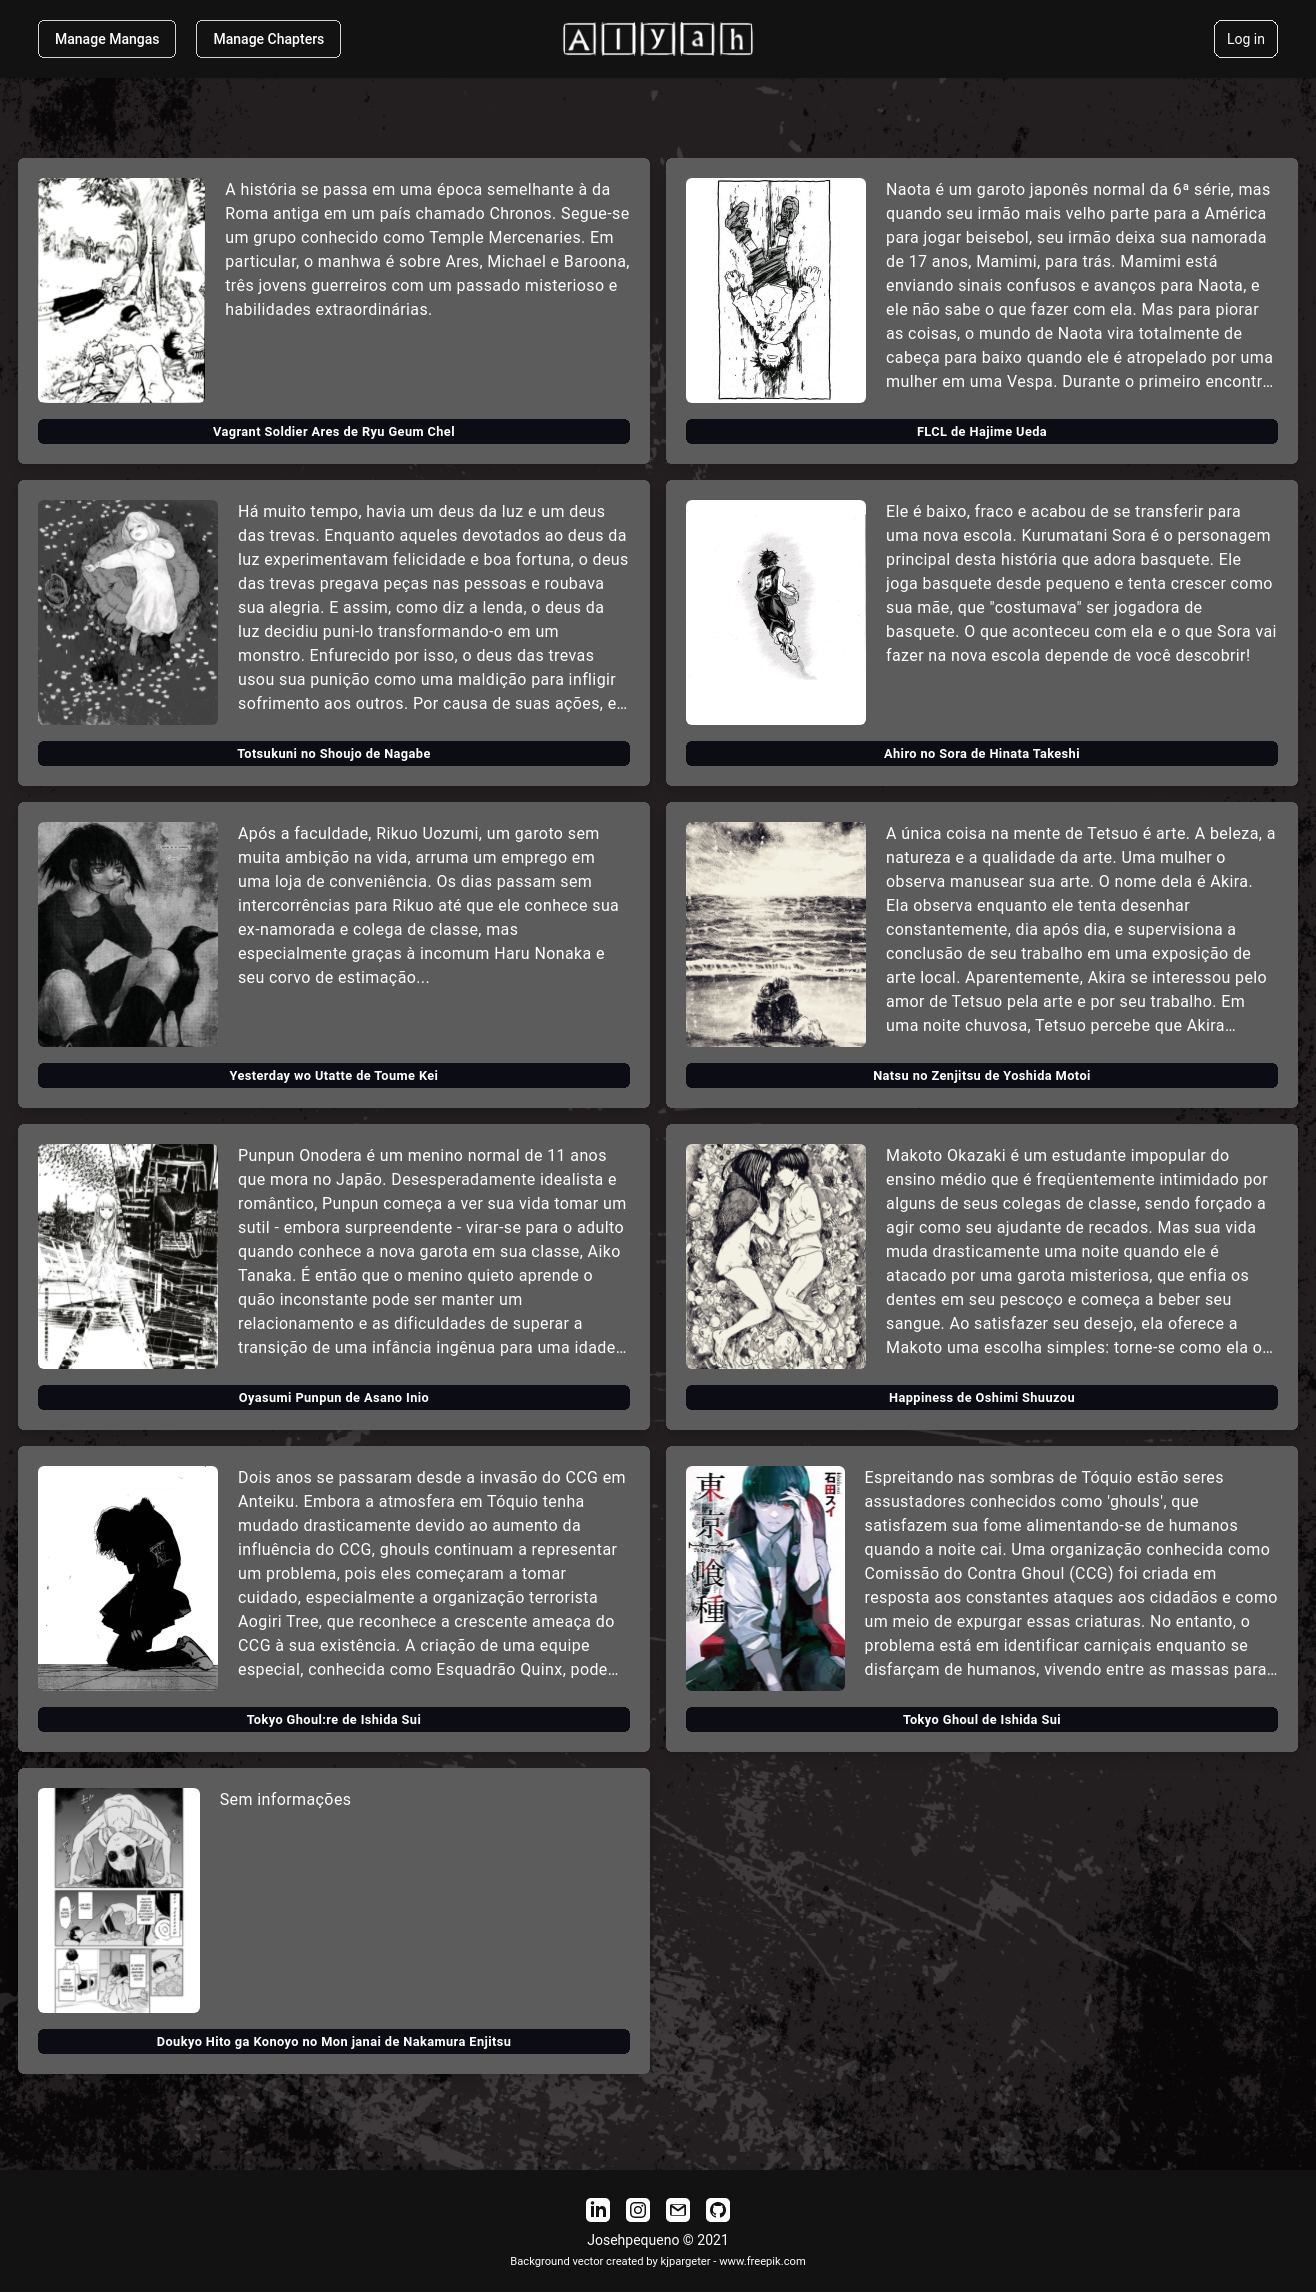 Manage Mangas
Manage Chapters
Alyah
Log in
A história se passa em uma época semelhante à da
Roma antiga em um país chamado Chronos. Segue-se
um grupo conhecido como Temple Mercenaries. Em
particular, o manhwa é sobre Ares, Michael e Baroona,
três jovens guerreiros com um passado misterioso e
habilidades extraordinárias.
Vagrant Soldier Ares de Ryu Geum Chel
Naota é um garoto japonês normal da 6ª série, mas
quando seu irmão mais velho parte para a América
para jogar beisebol, seu irmão deixa sua namorada
de 17 anos, Mamimi, para trás. Mamimi está
enviando sinais confusos e avanços para Naota, e
ele não sabe o que fazer com ela. Mas para piorar
as coisas, o mundo de Naota vira totalmente de
cabeça para baixo quando ele é atropelado por uma
mulher em uma Vespa. Durante o primeiro encontr…
FLCL de Hajime Ueda
Há muito tempo, havia um deus da luz e um deus
das trevas. Enquanto aqueles devotados ao deus da
luz experimentavam felicidade e boa fortuna, o deus
das trevas pregava peças nas pessoas e roubava
sua alegria. E assim, como diz a lenda, o deus da
luz decidiu puni-lo transformando-o em um
monstro. Enfurecido por isso, o deus das trevas
usou sua punição como uma maldição para infligir
sofrimento aos outros. Por causa de suas ações, e…
Totsukuni no Shoujo de Nagabe
Ele é baixo, fraco e acabou de se transferir para
uma nova escola. Kurumatani Sora é o personagem
principal desta história que adora basquete. Ele
joga basquete desde pequeno e tenta crescer como
sua mãe, que "costumava" ser jogadora de
basquete. O que aconteceu com ela e o que Sora vai
fazer na nova escola depende de você descobrir!
Ahiro no Sora de Hinata Takeshi
Após a faculdade, Rikuo Uozumi, um garoto sem
muita ambição na vida, arruma um emprego em
uma loja de conveniência. Os dias passam sem
intercorrências para Rikuo até que ele conhece sua
ex-namorada e colega de classe, mas
especialmente graças à incomum Haru Nonaka e
seu corvo de estimação...
Yesterday wo Utatte de Toume Kei
A única coisa na mente de Tetsuo é arte. A beleza, a
natureza e a qualidade da arte. Uma mulher o
observa manusear sua arte. O nome dela é Akira.
Ela observa enquanto ele tenta desenhar
constantemente, dia após dia, e supervisiona a
conclusão de seu trabalho em uma exposição de
arte local. Aparentemente, Akira se interessou pelo
amor de Tetsuo pela arte e por seu trabalho. Em
uma noite chuvosa, Tetsuo percebe que Akira…
Natsu no Zenjitsu de Yoshida Motoi
Punpun Onodera é um menino normal de 11 anos
que mora no Japão. Desesperadamente idealista e
romântico, Punpun começa a ver sua vida tomar um
sutil - embora surpreendente - virar-se para o adulto
quando conhece a nova garota em sua classe, Aiko
Tanaka. É então que o menino quieto aprende o
quão inconstante pode ser manter um
relacionamento e as dificuldades de superar a
transição de uma infância ingênua para uma idade…
Oyasumi Punpun de Asano Inio
Makoto Okazaki é um estudante impopular do
ensino médio que é freqüentemente intimidado por
alguns de seus colegas de classe, sendo forçado a
agir como seu ajudante de recados. Mas sua vida
muda drasticamente uma noite quando ele é
atacado por uma garota misteriosa, que enfia os
dentes em seu pescoço e começa a beber seu
sangue. Ao satisfazer seu desejo, ela oferece a
Makoto uma escolha simples: torne-se como ela o…
Happiness de Oshimi Shuuzou
Dois anos se passaram desde a invasão do CCG em
Anteiku. Embora a atmosfera em Tóquio tenha
mudado drasticamente devido ao aumento da
influência do CCG, ghouls continuam a representar
um problema, pois eles começaram a tomar
cuidado, especialmente a organização terrorista
Aogiri Tree, que reconhece a crescente ameaça do
CCG à sua existência. A criação de uma equipe
especial, conhecida como Esquadrão Quinx, pode…
Tokyo Ghoul:re de Ishida Sui
東京喰種
石田スイ
Espreitando nas sombras de Tóquio estão seres
assustadores conhecidos como 'ghouls', que
satisfazem sua fome alimentando-se de humanos
quando a noite cai. Uma organização conhecida como
Comissão do Contra Ghoul (CCG) foi criada em
resposta aos constantes ataques aos cidadãos e como
um meio de expurgar essas criaturas. No entanto, o
problema está em identificar carniçais enquanto se
disfarçam de humanos, vivendo entre as massas para…
Tokyo Ghoul de Ishida Sui
Sem informações
Doukyo Hito ga Konoyo no Mon janai de Nakamura Enjitsu
Josehpequeno © 2021
Background vector created by kjpargeter - www.freepik.com